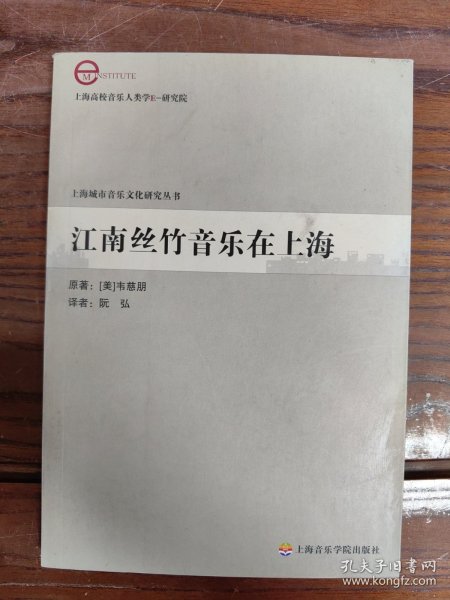 eM INSTITUTE
上海高校音乐人类学E-研究院
上海城市音乐文化研究丛书
江南丝竹音乐在上海
原著：[美]韦慈朋
译者：阮 弘
上海音乐学院出版社
孔夫子旧书网
www.kongfz.com